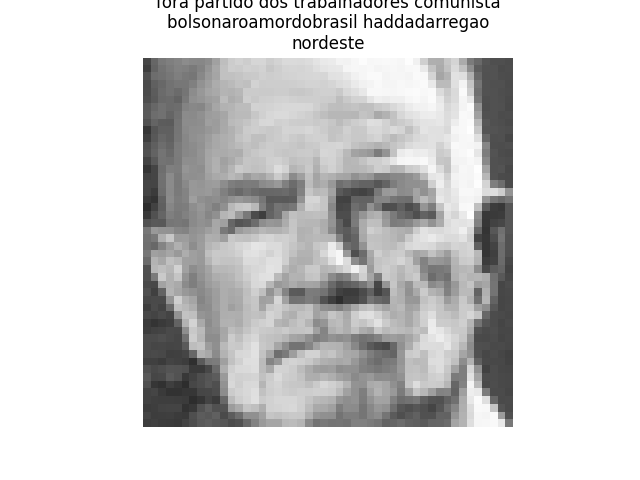 fora partido dos trabalhadores comunista
bolsonaroamordobrasil haddadarregao
nordeste